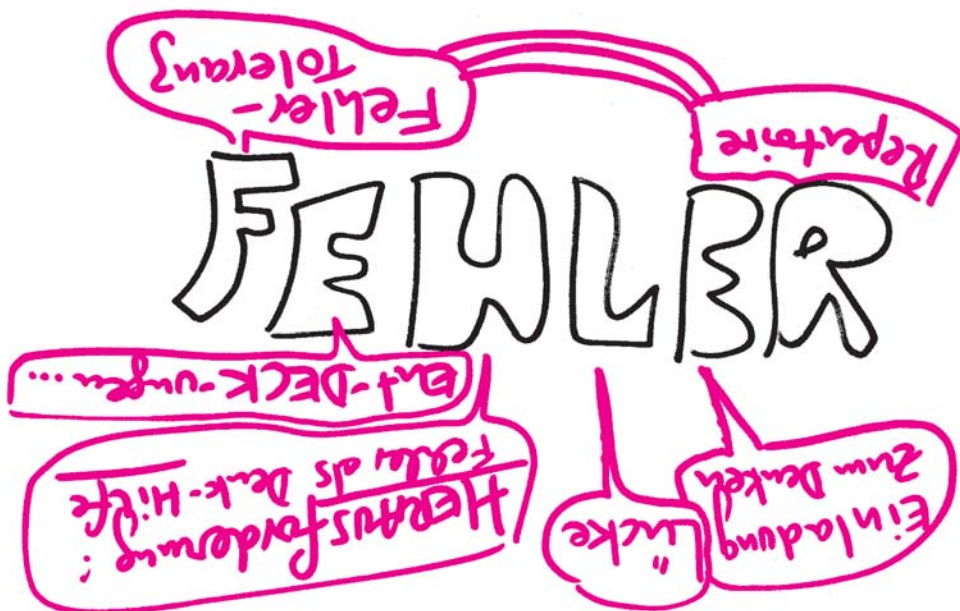 Fehler-
Toleranz
Repertoire
FEHLER
Ent-DECK-ungen...
HERAUSforderung!
Fehler als Denk-Hilfe
Lücke
Einladung
zum Denken